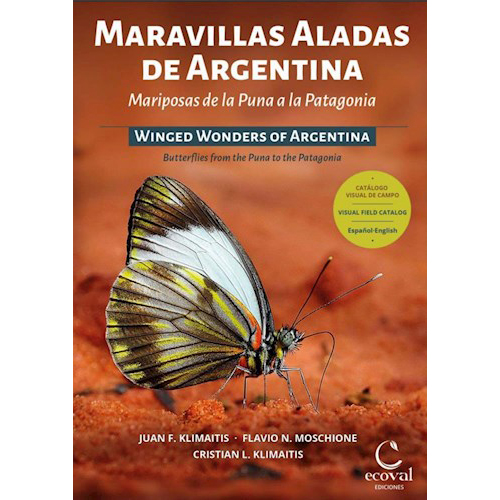 MARAVILLAS ALADAS
DE ARGENTINA
Mariposas de la Puna a la Patagonia
WINGED WONDERS OF ARGENTINA
Butterflies from the Puna to the Patagonia
CATÁLOGO
VISUAL DE CAMPO
VISUAL FIELD CATALOG
Español-English
JUAN F. KLIMAITIS · FLAVIO N. MOSCHIONE
CRISTIAN L. KLIMAITIS
ecoval
EDICIONES